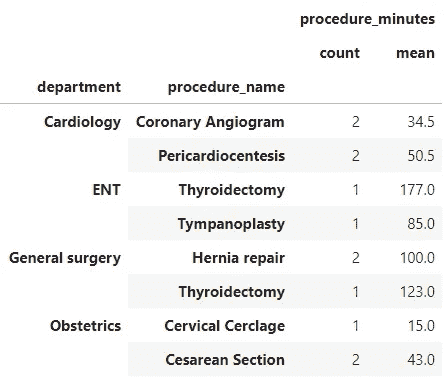 procedure_minutes
count mean
department procedure_name
Cardiology Coronary Angiogram 2 34.5
Pericardiocentesis 2 50.5
ENT Thyroidectomy 1 177.0
Tympanoplasty 1 85.0
General surgery Hernia repair 2 100.0
Thyroidectomy 1 123.0
Obstetrics Cervical Cerclage 1 15.0
Cesarean Section 2 43.0